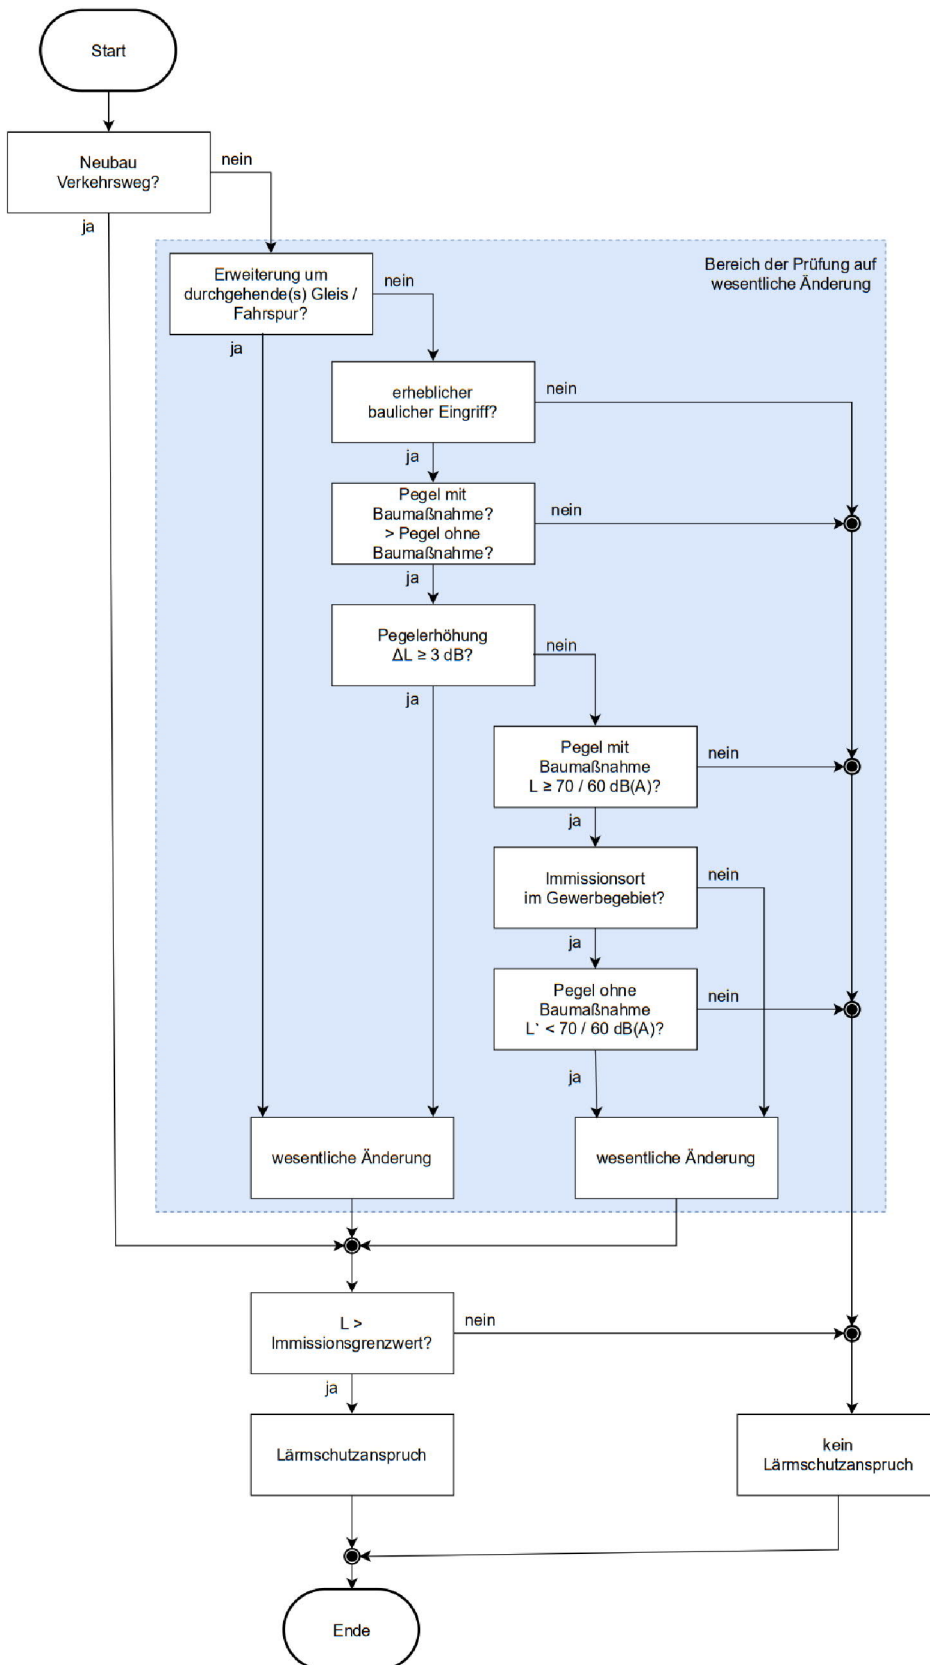 Start
Neubau
Verkehrsweg?
nein
ja
Bereich der Prüfung auf
wesentliche Änderung
Erweiterung um
durchgehende(s) Gleis /
Fahrspur?
nein
ja
erheblicher
baulicher Eingriff?
nein
ja
Pegel mit
Baumaßnahme?
> Pegel ohne
Baumaßnahme?
nein
ja
Pegelerhöhung
ΔL ≥ 3 dB?
nein
ja
Pegel mit
Baumaßnahme
L ≥ 70 / 60 dB(A)?
nein
ja
Immissionsort
im Gewerbegebiet?
nein
ja
Pegel ohne
Baumaßnahme
L` < 70 / 60 dB(A)?
nein
ja
wesentliche Änderung
wesentliche Änderung
L >
Immissionsgrenzwert?
nein
ja
Lärmschutzanspruch
kein
Lärmschutzanspruch
Ende